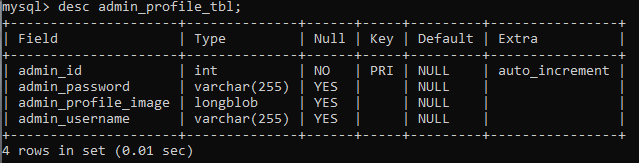 mysql> desc admin_profile_tbl;
+---------------------+--------------+------+-----+---------+----------------+
| Field               | Type         | Null | Key | Default | Extra          |
+---------------------+--------------+------+-----+---------+----------------+
| admin_id            | int          | NO   | PRI | NULL    | auto_increment |
| admin_password      | varchar(255) | YES  |     | NULL    |                |
| admin_profile_image | longblob     | YES  |     | NULL    |                |
| admin_username      | varchar(255) | YES  |     | NULL    |                |
+---------------------+--------------+------+-----+---------+----------------+
4 rows in set (0.01 sec)